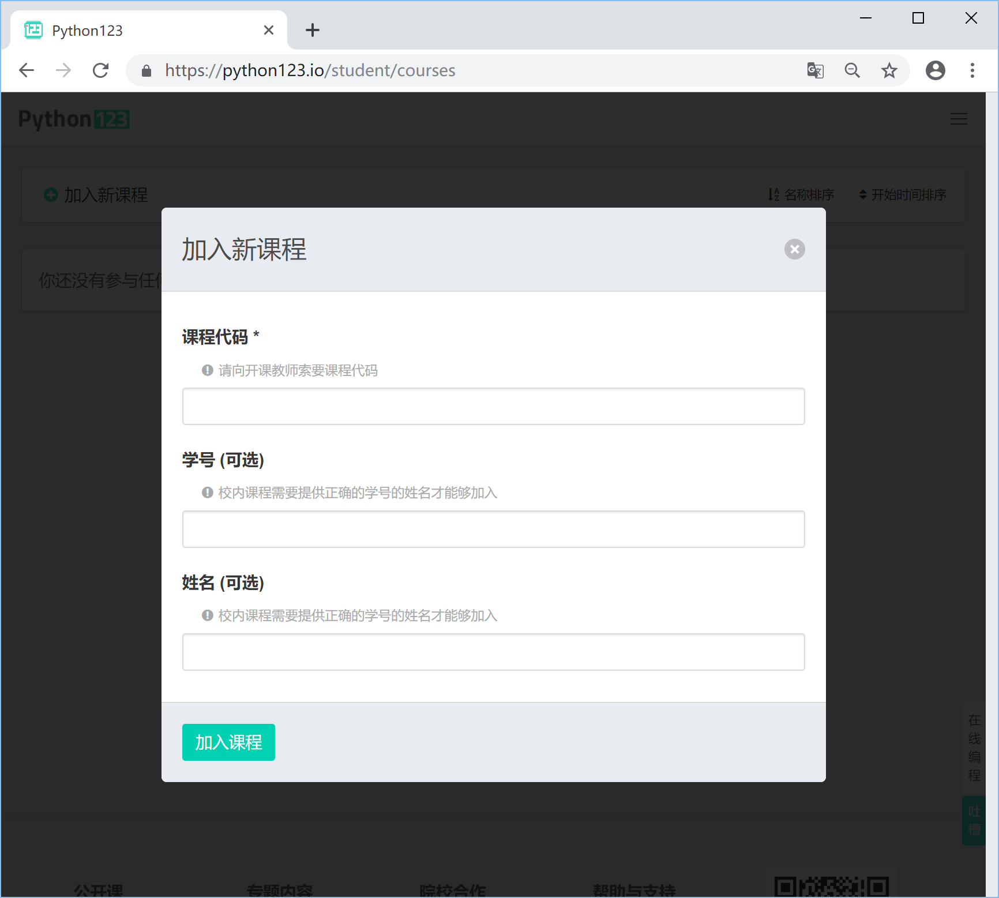 Python123
https://python123.io/student/courses
Python123
加入新课程
名称排序
开始时间排序
你还没有参与任
加入新课程
课程代码 *
请向开课教师索要课程代码
学号 (可选)
校内课程需要提供正确的学号的姓名才能够加入
姓名 (可选)
校内课程需要提供正确的学号的姓名才能够加入
加入课程
在线编程
吐槽
公开课
专题内容
院校合作
帮助与支持